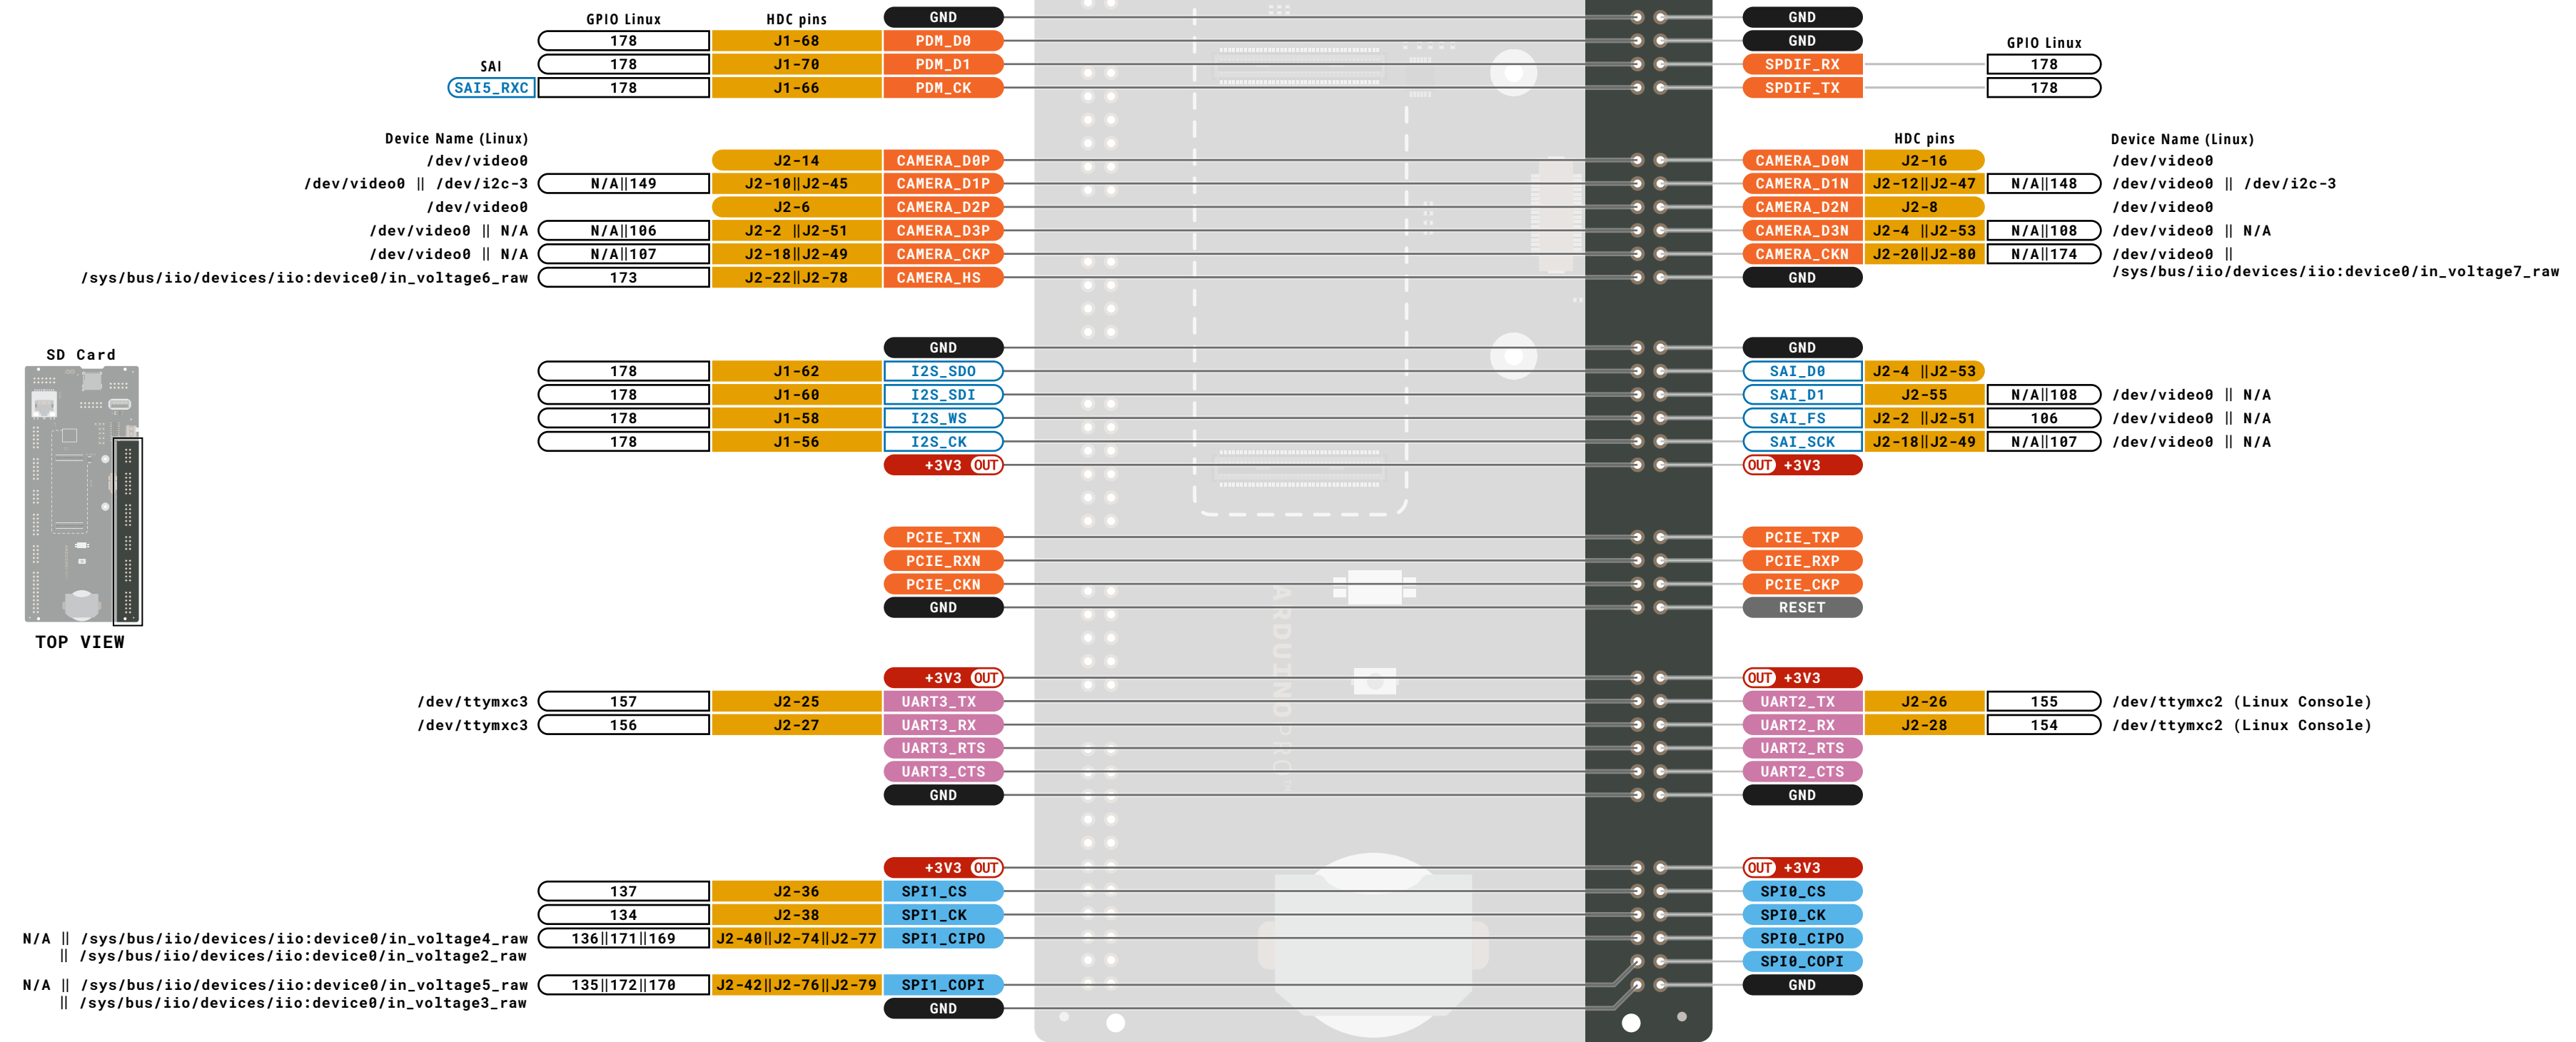 GPIO Linux HDC pins GND GND
178 J1-68 PDM_D0 GND GPIO Linux
SAI 178 J1-70 PDM_D1 SPDIF_RX 178
SAI5_RXC 178 J1-66 PDM_CK SPDIF_TX 178
Device Name (Linux) HDC pins Device Name (Linux)
/dev/video0 J2-14 CAMERA_D0P CAMERA_D0N J2-16 /dev/video0
/dev/video0 || /dev/i2c-3 N/A||149 J2-10||J2-45 CAMERA_D1P CAMERA_D1N J2-12||J2-47 N/A||148 /dev/video0 || /dev/i2c-3
/dev/video0 J2-6 CAMERA_D2P CAMERA_D2N J2-8 /dev/video0
/dev/video0 || N/A N/A||106 J2-2 ||J2-51 CAMERA_D3P CAMERA_D3N J2-4 ||J2-53 N/A||108 /dev/video0 || N/A
/dev/video0 || N/A N/A||107 J2-18||J2-49 CAMERA_CKP CAMERA_CKN J2-20||J2-80 N/A||174 /dev/video0 ||
/sys/bus/iio/devices/iio:device0/in_voltage6_raw 173 J2-22||J2-78 CAMERA_HS GND /sys/bus/iio/devices/iio:device0/in_voltage7_raw
SD Card
TOP VIEW
GND GND
178 J1-62 I2S_SDO SAI_D0 J2-4 ||J2-53
178 J1-60 I2S_SDI SAI_D1 J2-55 N/A||108 /dev/video0 || N/A
178 J1-58 I2S_WS SAI_FS J2-2 ||J2-51 106 /dev/video0 || N/A
178 J1-56 I2S_CK SAI_SCK J2-18||J2-49 N/A||107 /dev/video0 || N/A
+3V3 OUT OUT +3V3
PCIE_TXN PCIE_TXP
PCIE_RXN PCIE_RXP
PCIE_CKN PCIE_CKP
GND RESET
ARDUINO PRO™
+3V3 OUT OUT +3V3
/dev/ttymxc3 157 J2-25 UART3_TX UART2_TX J2-26 155 /dev/ttymxc2 (Linux Console)
/dev/ttymxc3 156 J2-27 UART3_RX UART2_RX J2-28 154 /dev/ttymxc2 (Linux Console)
UART3_RTS UART2_RTS
UART3_CTS UART2_CTS
GND GND
+3V3 OUT OUT +3V3
137 J2-36 SPI1_CS SPI0_CS
134 J2-38 SPI1_CK SPI0_CK
N/A || /sys/bus/iio/devices/iio:device0/in_voltage4_raw 136||171||169 J2-40||J2-74||J2-77 SPI1_CIPO SPI0_CIPO
|| /sys/bus/iio/devices/iio:device0/in_voltage2_raw SPI0_COPI
N/A || /sys/bus/iio/devices/iio:device0/in_voltage5_raw 135||172||170 J2-42||J2-76||J2-79 SPI1_COPI GND
|| /sys/bus/iio/devices/iio:device0/in_voltage3_raw GND